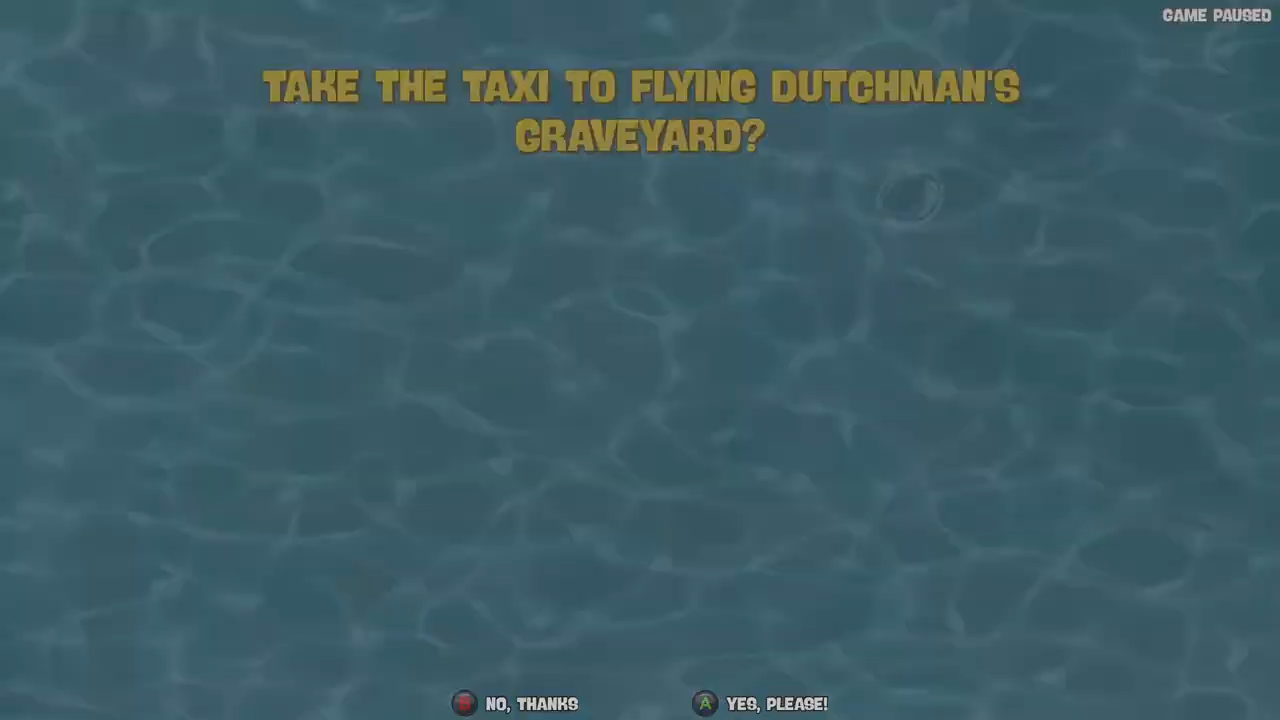 GAME PAUSED
TAKE THE TAXI TO FLYING DUTCHMAN'S
GRAVEYARD?
B NO, THANKS
A YES, PLEASE!